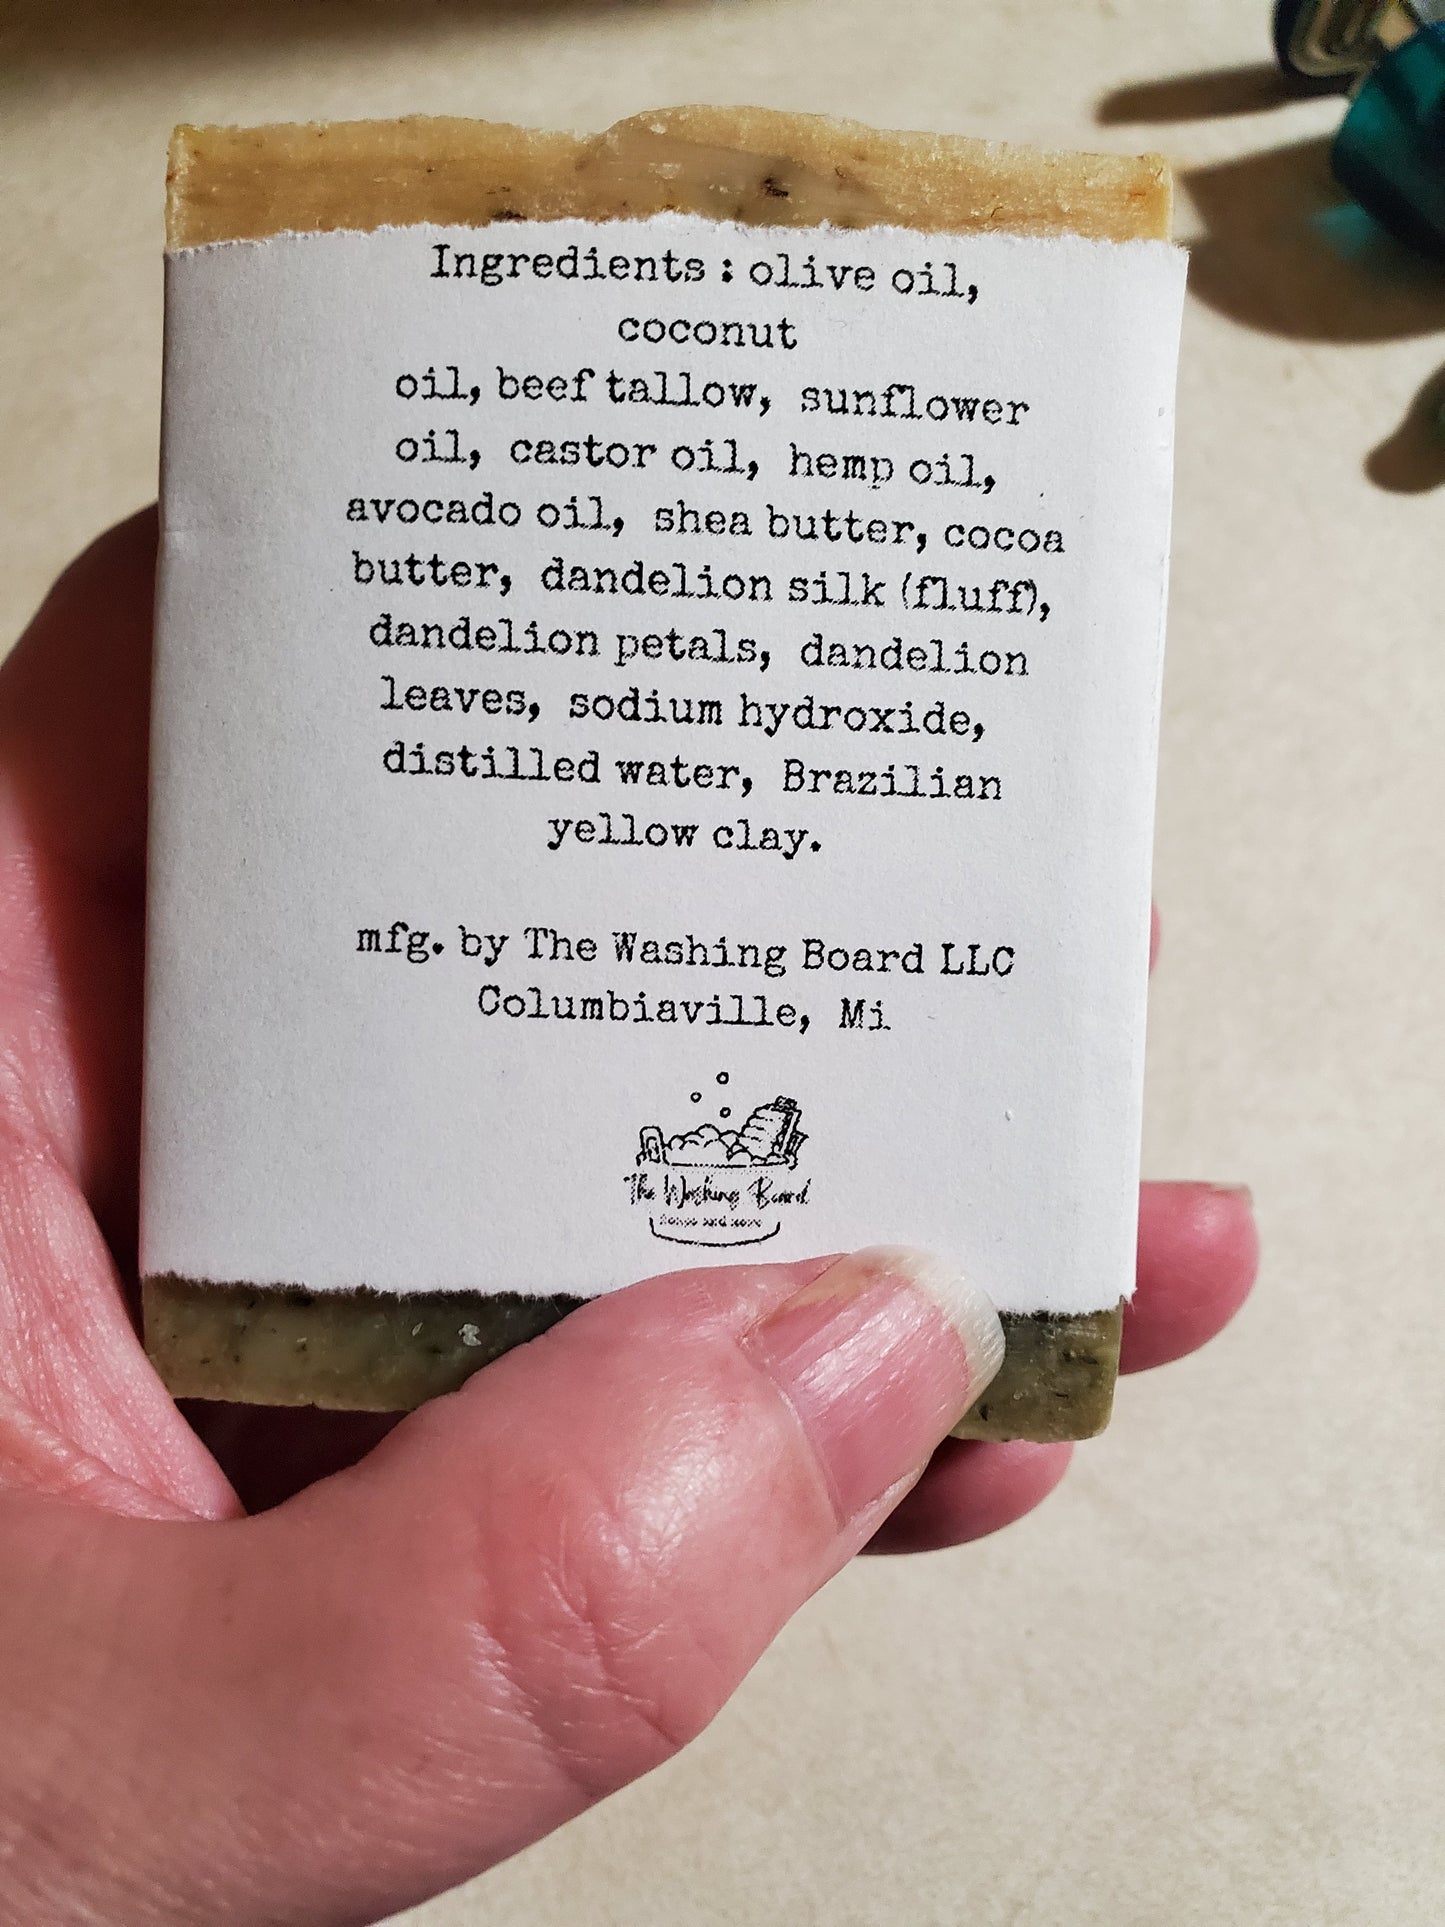 Ingredients : olive oil,
coconut
oil, beef tallow, sunflower
oil, castor oil, hemp oil,
avocado oil, shea butter, cocoa
butter, dandelion silk (fluff),
dandelion petals, dandelion
leaves, sodium hydroxide,
distilled water, Brazilian
yellow clay.
mfg. by The Washing Board LLC
Columbiaville, Mi
The Washing Board